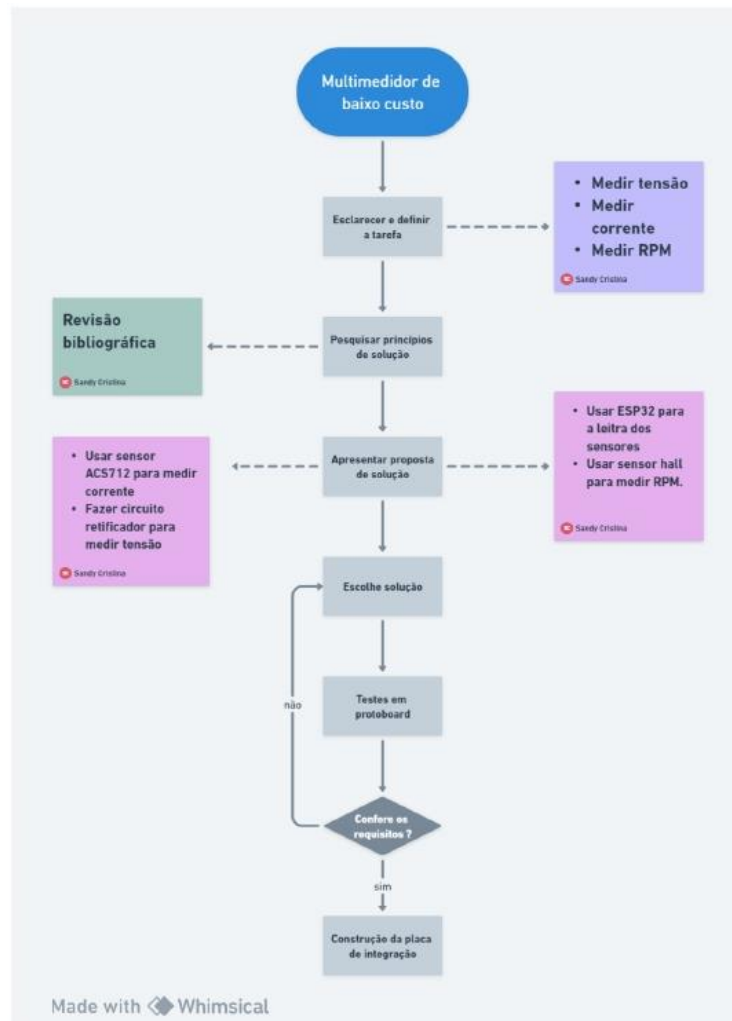 Multimedidor de
baixo custo
Esclarecer e definir
a tarefa
• Medir tensão
• Medir
corrente
• Medir RPM
Sandy Cristina
Revisão
bibliográfica
Sandy Cristina
Pesquisar princípios
de solução
• Usar sensor
ACS712 para medir
corrente
• Fazer circuito
retificador para
medir tensão
Sandy Cristina
Apresentar proposta
de solução
• Usar ESP32 para
a leitra dos
sensores
• Usar sensor hall
para medir RPM.
Sandy Cristina
Escolhe solução
não
Testes em
protoboard
Confere os
requisitos ?
sim
Construção da placa
de integração
Made with Whimsical